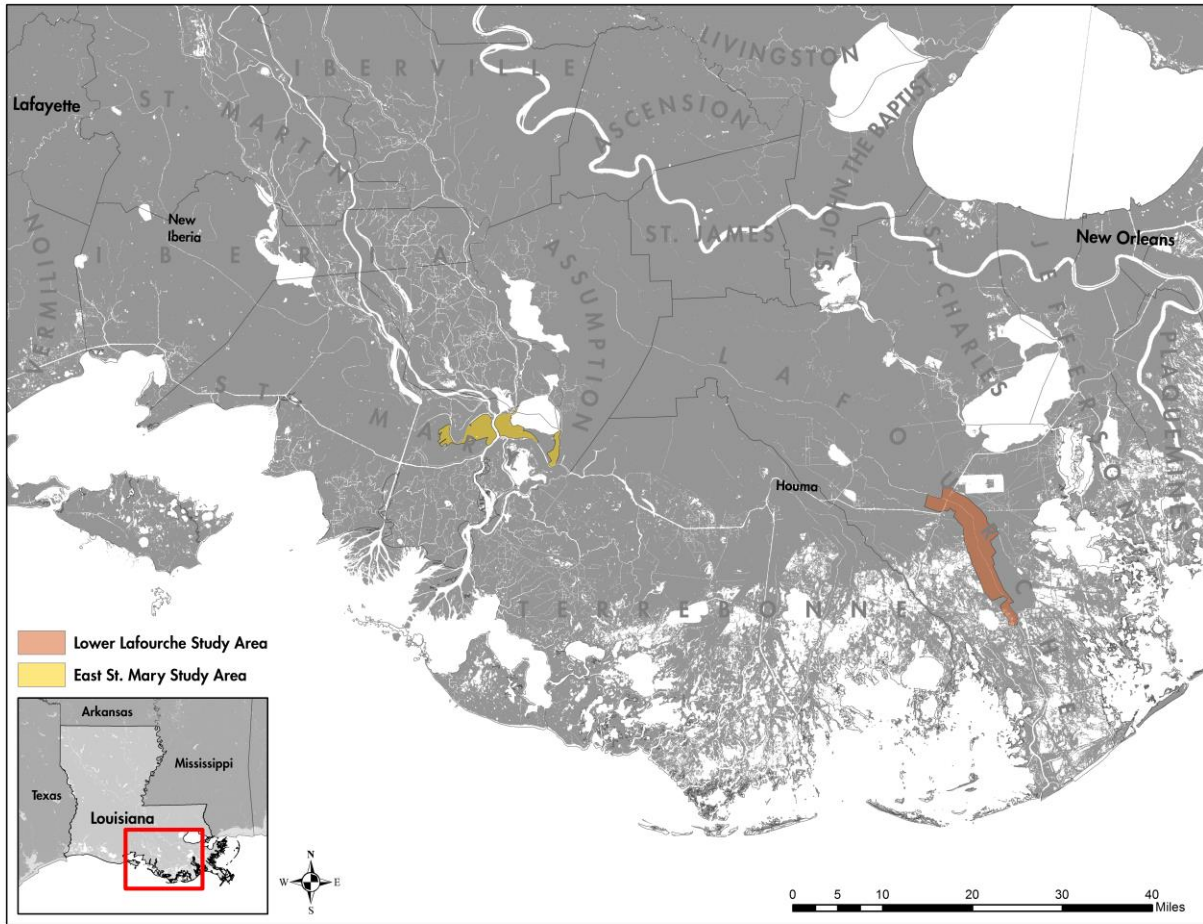 LIVINGSTON
IBERVILLE
Lafayette
ST. MARTIN
ASCENSION
ST. JOHN THE BAPTIST
New
Iberia
IBERIA
VERMILION
ASSUMPTION
ST. JAMES
ST. CHARLES
JEFFERSON
New Orleans
PLAQUEMINES
ST. MARY
LAFOURCHE
Houma
TERREBONNE
Lower Lafourche Study Area
East St. Mary Study Area
Arkansas
Mississippi
Texas
Louisiana
N
W E
S
0 5 10 20 30 40
Miles